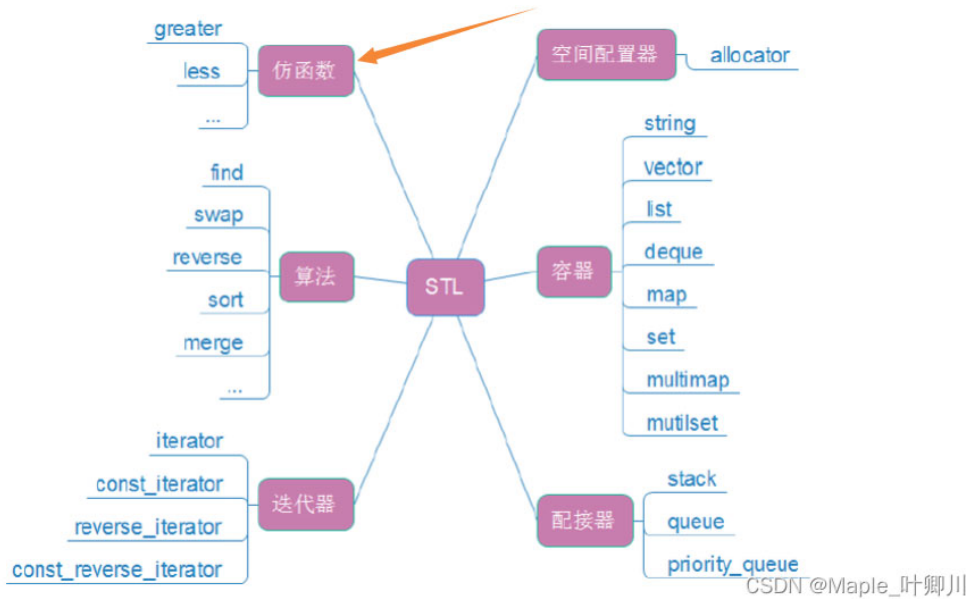 greater
less
...
仿函数
find
swap
reverse
sort
merge
...
算法
iterator
const_iterator
reverse_iterator
const_reverse_iterator
迭代器
STL
空间配置器
allocator
容器
string
vector
list
deque
map
set
multimap
mutilset
配接器
stack
queue
priority_queue
CSDN @Maple_叶卿川